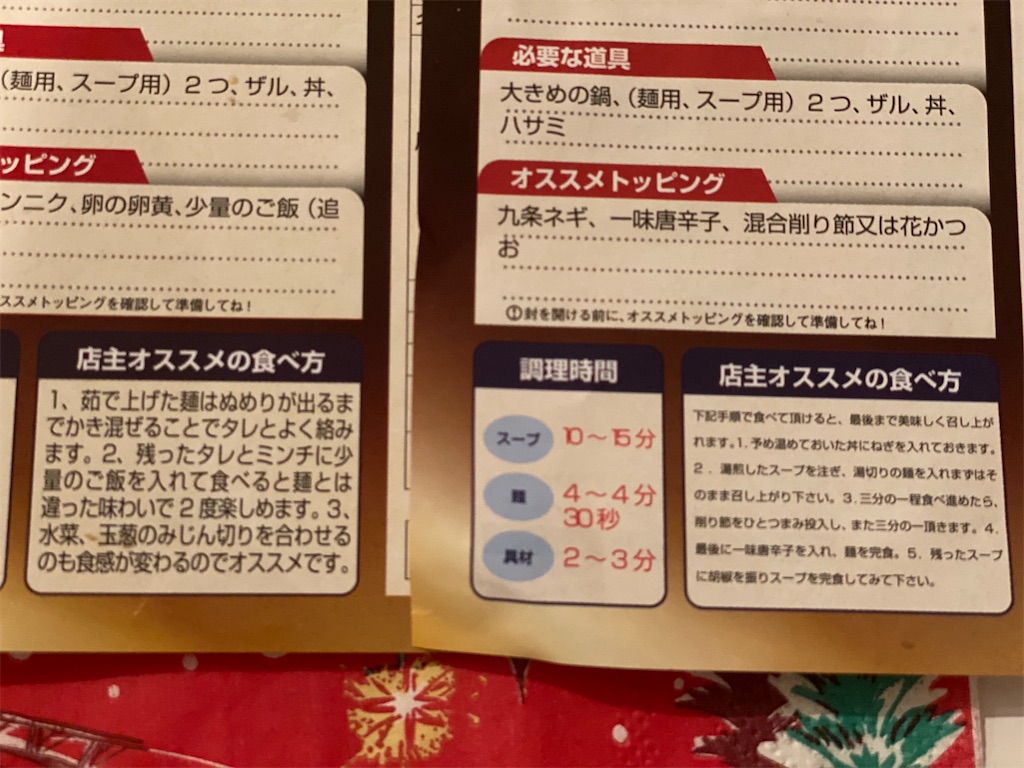 (麺用、スープ用) 2つ、ザル、丼、
ッピング
ンニク、卵の卵黄、少量のご飯 (追
ススメトッピングを確認して準備してね!
店主オススメの食べ方
1、茹で上げた麺はぬめりが出るま
でかき混ぜることでタレとよく絡み
ます。2、残ったタレとミンチに少
量のご飯を入れて食べると麺とは
違った味わいで2度楽しめます。3、
水菜、玉葱のみじん切りを合わせる
のも食感が変わるのでオススメです。
必要な道具
大きめの鍋、(麺用、スープ用) 2つ、ザル、丼、
ハサミ
オススメトッピング
九条ネギ、一味唐辛子、混合削り節又は花かつ
お
①封を開ける前に、オススメトッピングを確認して準備してね!
調理時間
スープ 10〜15分
麺 4〜4分
30秒
具材 2〜3分
店主オススメの食べ方
下記手順で食べて頂けると、最後まで美味しく召し上が
れます。1. 予め温めておいた丼にねぎを入れておきます。
2. 湯煎したスープを注ぎ、湯切りの麺を入れまずはそ
のまま召し上がり下さい。3. 三分の一程食べ進めたら、
削り節をひとつまみ投入し、また三分の一頂きます。4.
最後に一味唐辛子を入れ、麺を完食。5. 残ったスープ
に胡椒を振りスープを完食してみて下さい。